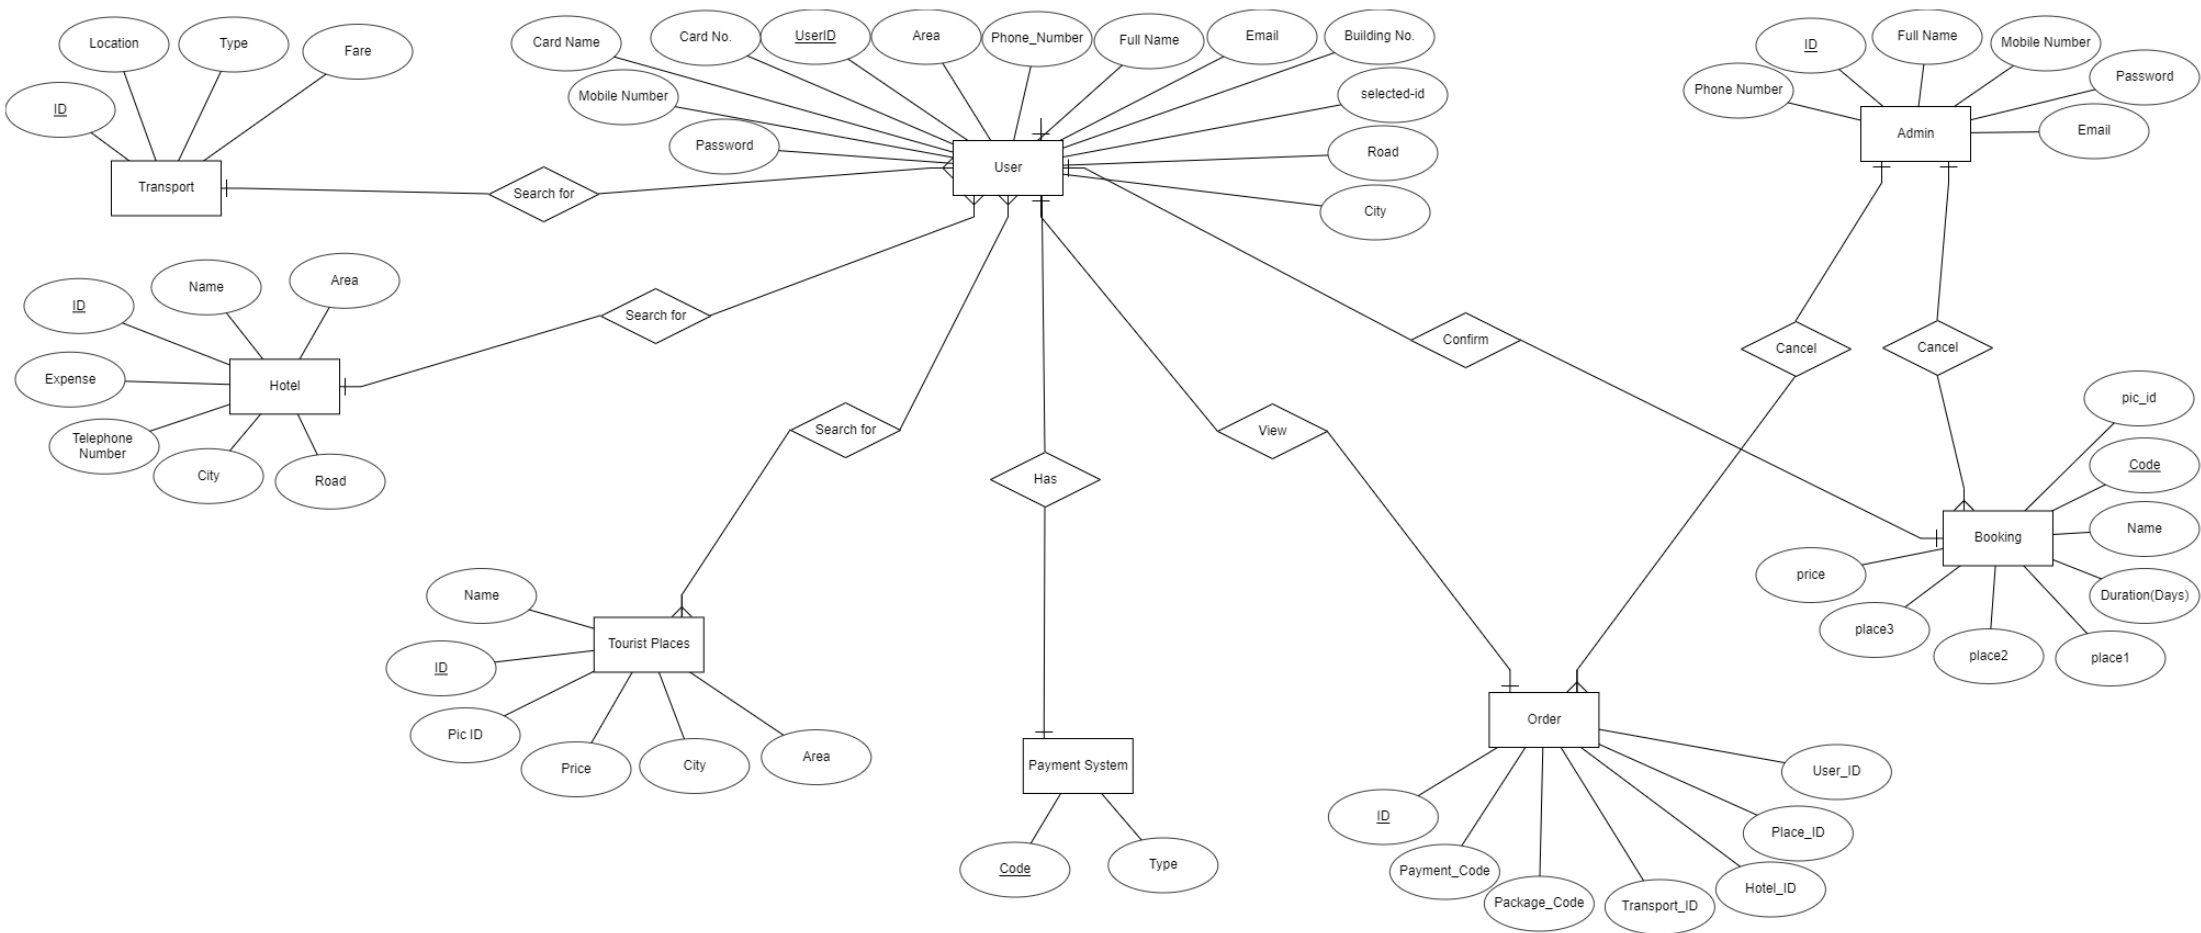 Location
Type
Fare
ID
Transport
Search for
Card Name
Card No.
UserID
Area
Phone_Number
Full Name
Email
Building No.
Mobile Number
selected-id
Password
Road
User
City
ID
Full Name
Mobile Number
Phone Number
Password
Admin
Email
Name
Area
ID
Search for
Expense
Hotel
Telephone
Number
City
Road
Search for
Has
View
Confirm
Cancel
Cancel
pic_id
Code
Booking
Name
price
Duration(Days)
place3
place2
place1
Name
ID
Tourist Places
Pic ID
Price
City
Area
Payment System
Code
Type
Order
User_ID
ID
Place_ID
Payment_Code
Hotel_ID
Package_Code
Transport_ID